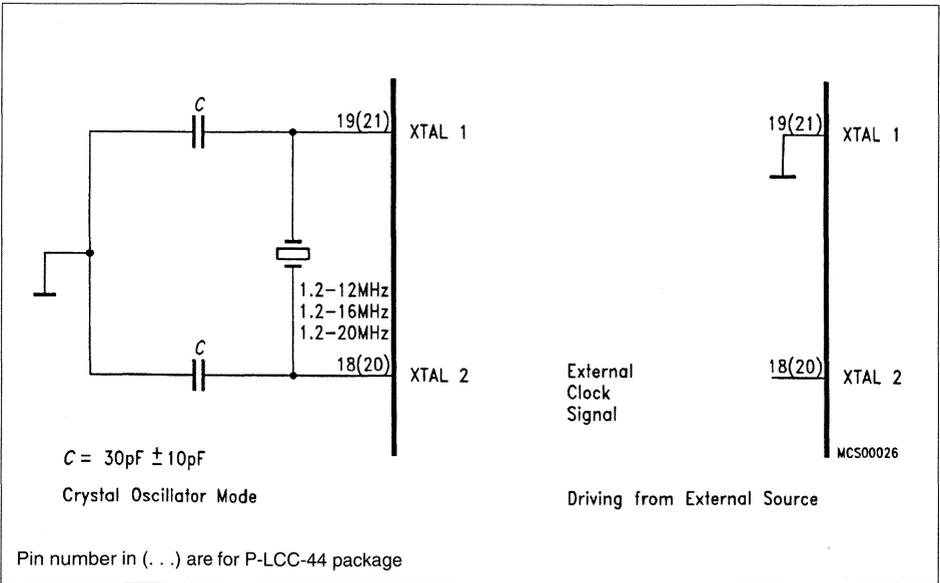 C
19(21)
XTAL 1
1.2-12MHz
1.2-16MHz
1.2-20MHz
C
18(20)
XTAL 2
C = 30pF ±10pF
Crystal Oscillator Mode
19(21)
XTAL 1
External
Clock
Signal
18(20)
XTAL 2
MCS00026
Driving from External Source
Pin number in (. . .) are for P-LCC-44 package